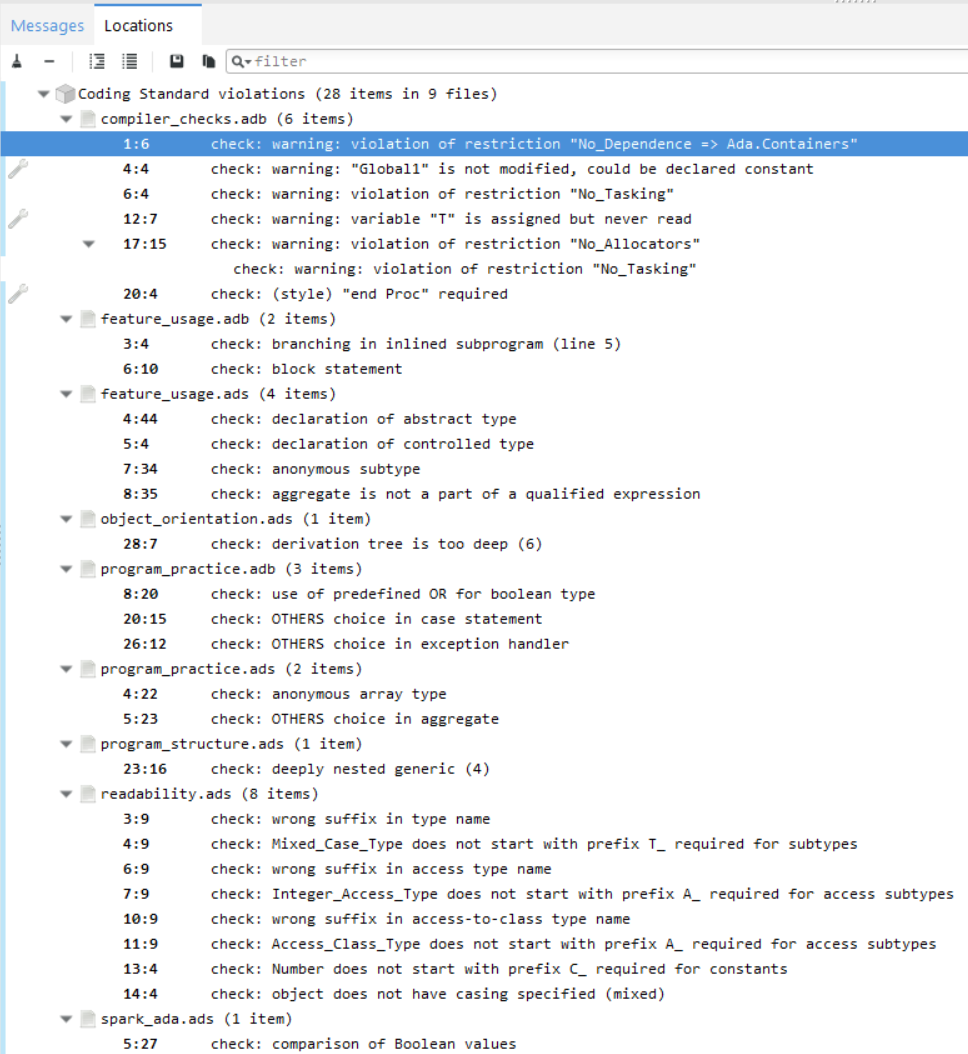 Messages Locations
filter
Coding Standard violations (28 items in 9 files)
compiler_checks.adb (6 items)
1:6 check: warning: violation of restriction "No_Dependence => Ada.Containers"
4:4 check: warning: "Global1" is not modified, could be declared constant
6:4 check: warning: violation of restriction "No_Tasking"
12:7 check: warning: variable "T" is assigned but never read
17:15 check: warning: violation of restriction "No_Allocators"
check: warning: violation of restriction "No_Tasking"
20:4 check: (style) "end Proc" required
feature_usage.adb (2 items)
3:4 check: branching in inlined subprogram (line 5)
6:10 check: block statement
feature_usage.ads (4 items)
4:44 check: declaration of abstract type
5:4 check: declaration of controlled type
7:34 check: anonymous subtype
8:35 check: aggregate is not a part of a qualified expression
object_orientation.ads (1 item)
28:7 check: derivation tree is too deep (6)
program_practice.adb (3 items)
8:20 check: use of predefined OR for boolean type
20:15 check: OTHERS choice in case statement
26:12 check: OTHERS choice in exception handler
program_practice.ads (2 items)
4:22 check: anonymous array type
5:23 check: OTHERS choice in aggregate
program_structure.ads (1 item)
23:16 check: deeply nested generic (4)
readability.ads (8 items)
3:9 check: wrong suffix in type name
4:9 check: Mixed_Case_Type does not start with prefix T_ required for subtypes
6:9 check: wrong suffix in access type name
7:9 check: Integer_Access_Type does not start with prefix A_ required for access subtypes
10:9 check: wrong suffix in access-to-class type name
11:9 check: Access_Class_Type does not start with prefix A_ required for access subtypes
13:4 check: Number does not start with prefix C_ required for constants
14:4 check: object does not have casing specified (mixed)
spark_ada.ads (1 item)
5:27 check: comparison of Boolean values